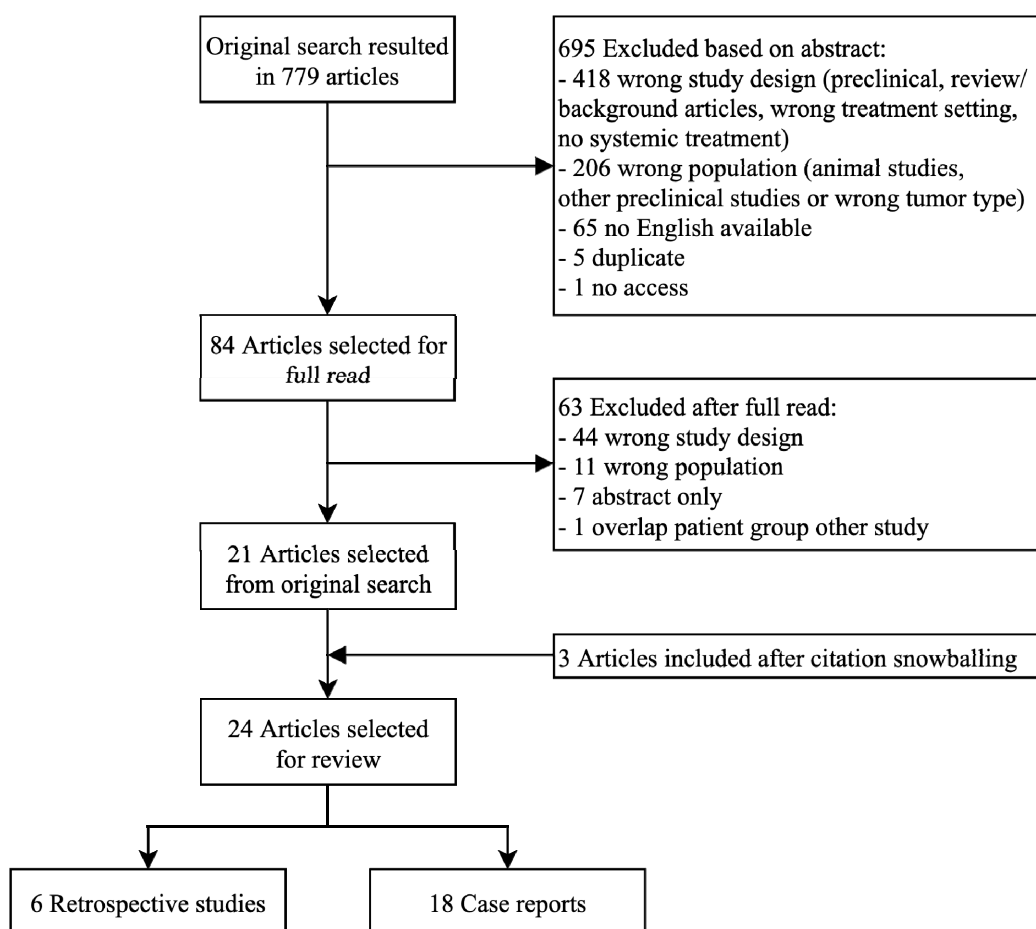 Original search resulted
in 779 articles
695 Excluded based on abstract:
- 418 wrong study design (preclinical, review/
background articles, wrong treatment setting,
no systemic treatment)
- 206 wrong population (animal studies,
other preclinical studies or wrong tumor type)
- 65 no English available
- 5 duplicate
- 1 no access
84 Articles selected for
full read
63 Excluded after full read:
- 44 wrong study design
- 11 wrong population
- 7 abstract only
- 1 overlap patient group other study
21 Articles selected
from original search
3 Articles included after citation snowballing
24 Articles selected
for review
6 Retrospective studies
18 Case reports